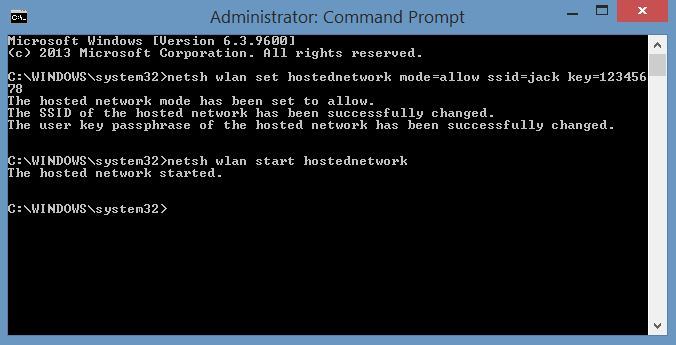 Administrator: Command Prompt
Microsoft Windows [Version 6.3.9600]
(c) 2013 Microsoft Corporation. All rights reserved.
C:\WINDOWS\system32>netsh wlan set hostednetwork mode=allow ssid=jack key=123456
78
The hosted network mode has been set to allow.
The SSID of the hosted network has been successfully changed.
The user key passphrase of the hosted network has been successfully changed.
C:\WINDOWS\system32>netsh wlan start hostednetwork
The hosted network started.
C:\WINDOWS\system32>